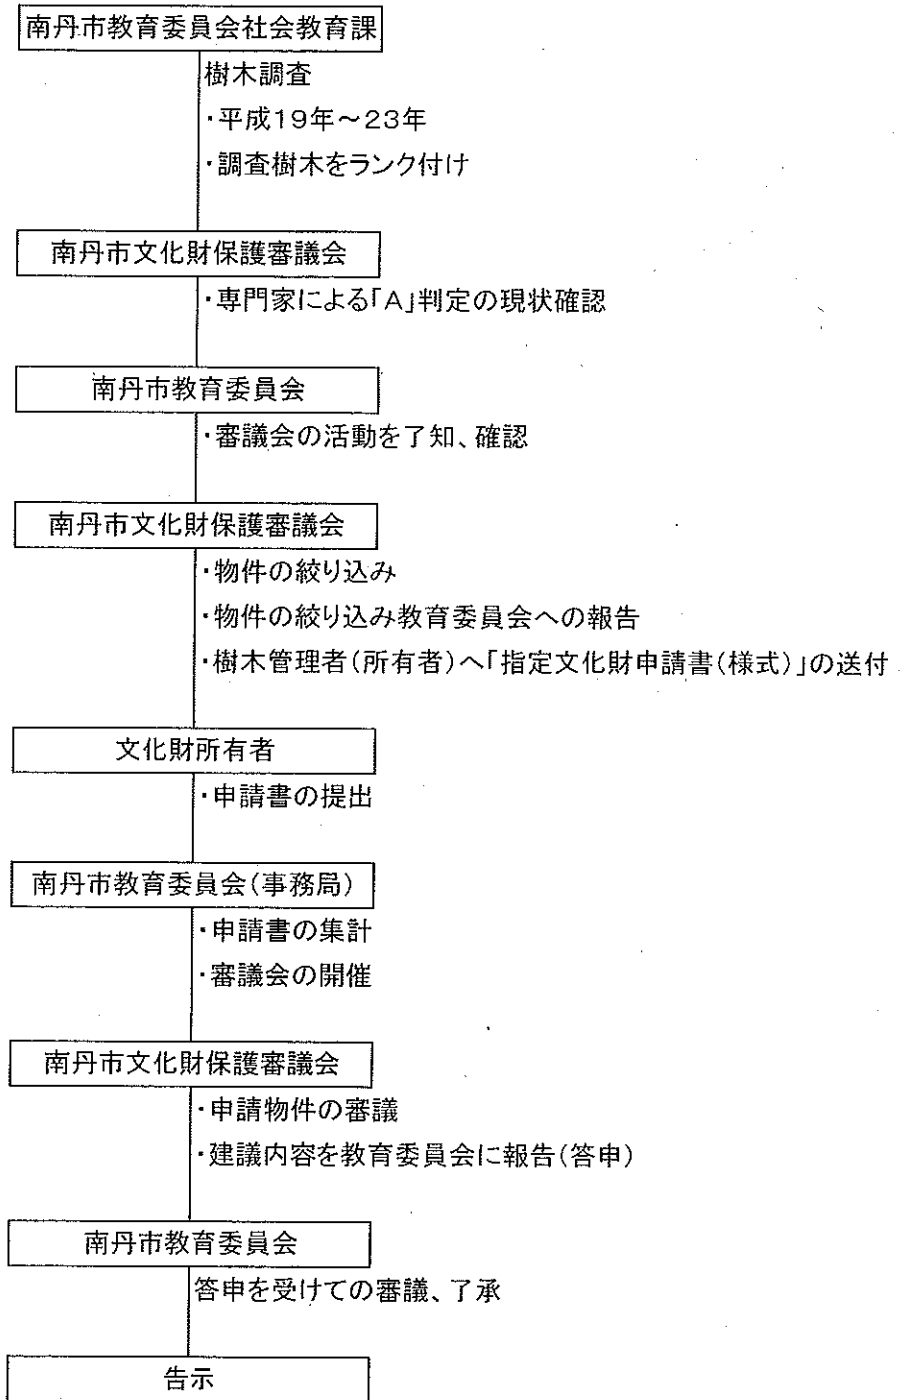 南丹市教育委員会社会教育課
樹木調査
・平成19年～23年
・調査樹木をランク付け
南丹市文化財保護審議会
・専門家による「A」判定の現状確認
南丹市教育委員会
・審議会の活動を了知、確認
南丹市文化財保護審議会
・物件の絞り込み
・物件の絞り込み教育委員会への報告
・樹木管理者(所有者)へ「指定文化財申請書(様式)」の送付
文化財所有者
・申請書の提出
南丹市教育委員会(事務局)
・申請書の集計
・審議会の開催
南丹市文化財保護審議会
・申請物件の審議
・建議内容を教育委員会に報告(答申)
南丹市教育委員会
答申を受けての審議、了承
告示